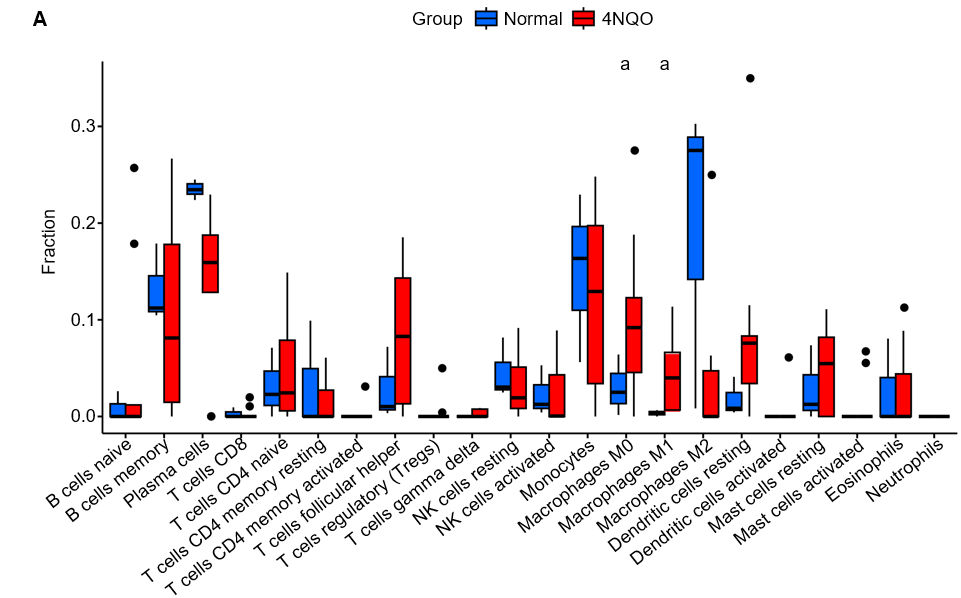 A
Group Normal 4NQO
a a
Fraction
0.3
0.2
0.1
0.0
B cells naive
B cells memory
Plasma cells
T cells CD8
T cells CD4 naive
T cells CD4 memory resting
T cells CD4 memory activated
T cells follicular helper
T cells regulatory (Tregs)
T cells gamma delta
NK cells resting
NK cells activated
Monocytes
Macrophages M0
Macrophages M1
Macrophages M2
Dendritic cells resting
Dendritic cells activated
Mast cells resting
Mast cells activated
Eosinophils
Neutrophils